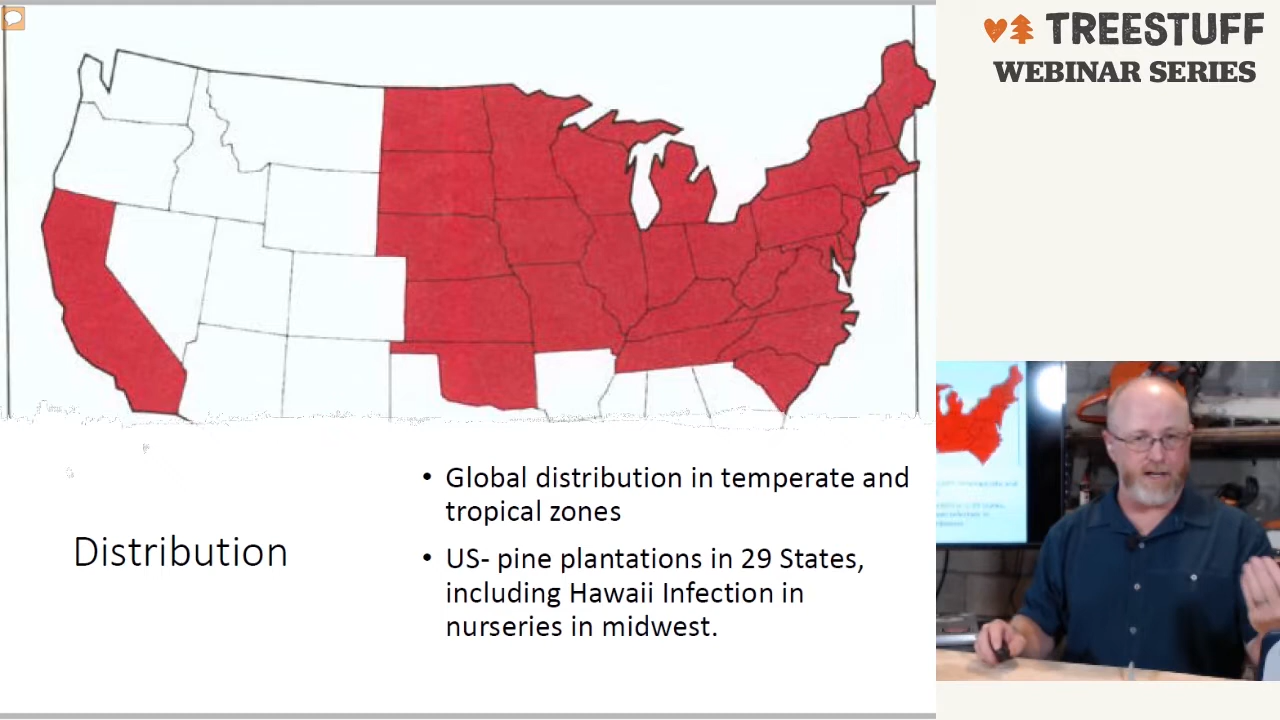 TREESTUFF
WEBINAR SERIES
Distribution
• Global distribution in temperate and
tropical zones
• US- pine plantations in 29 States,
including Hawaii Infection in
nurseries in midwest.